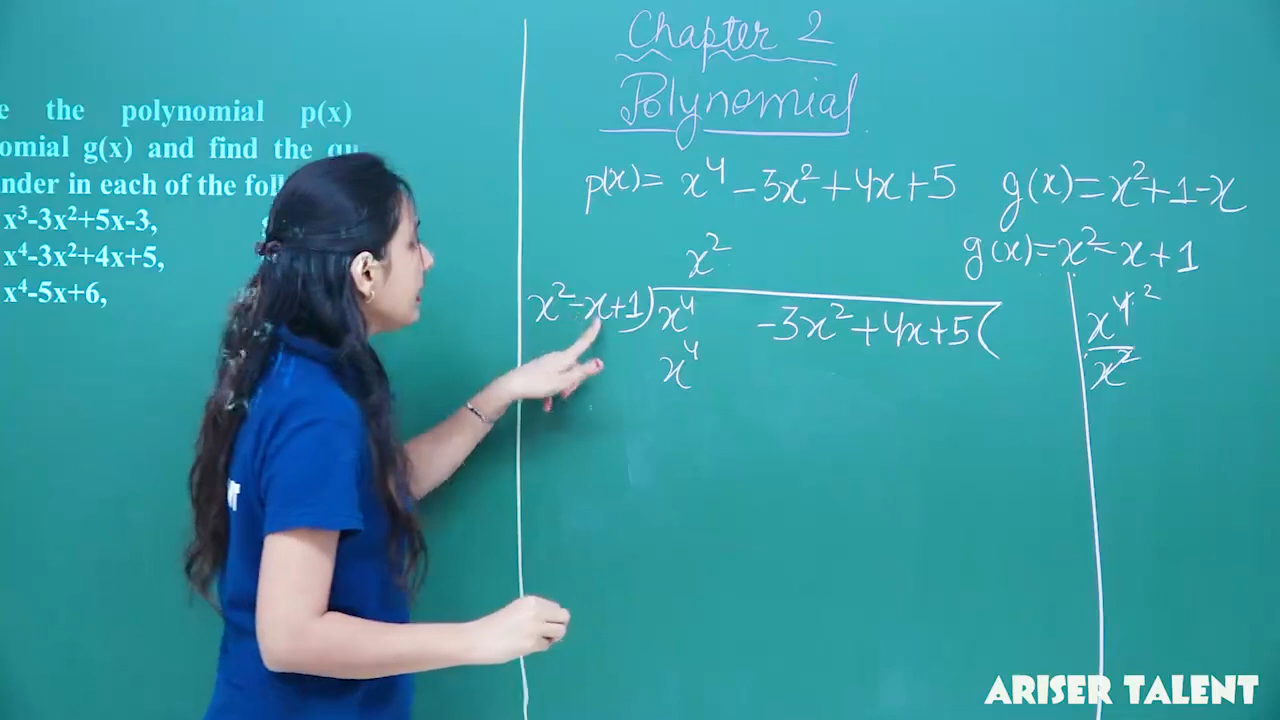 the polynomial p(x)
omial g(x) and find the
nder in each of the
x³-3x²+5x-3,
x⁴-3x²+4x+5,
x⁴-5x+6,
Chapter 2
Polynomial
p(x)= x⁴ -3x²+4x+5 g(x)=x²+1-x
g(x)=x²-x+1
x²
x²-x+1)x⁴ -3x²+4x+5(
x⁴
x⁴ 2
x²
ARISER TALENT